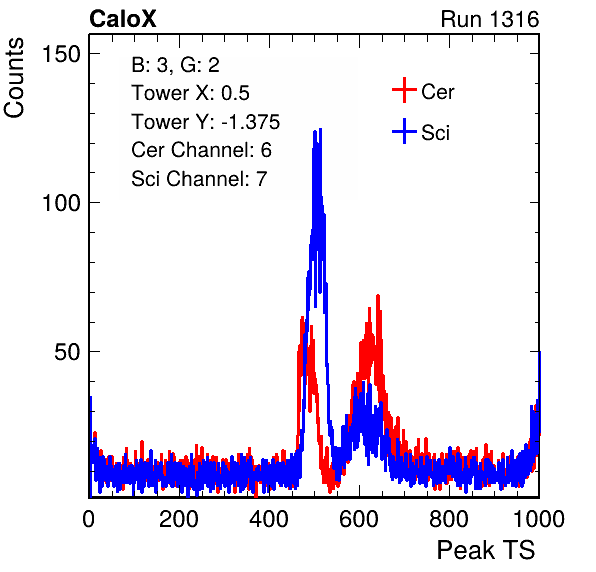 CaloX Run 1316
Counts
150
100
50
B: 3, G: 2
Tower X: 0.5
Tower Y: -1.375
Cer Channel: 6
Sci Channel: 7
Cer
Sci
0 200 400 600 800 1000
Peak TS